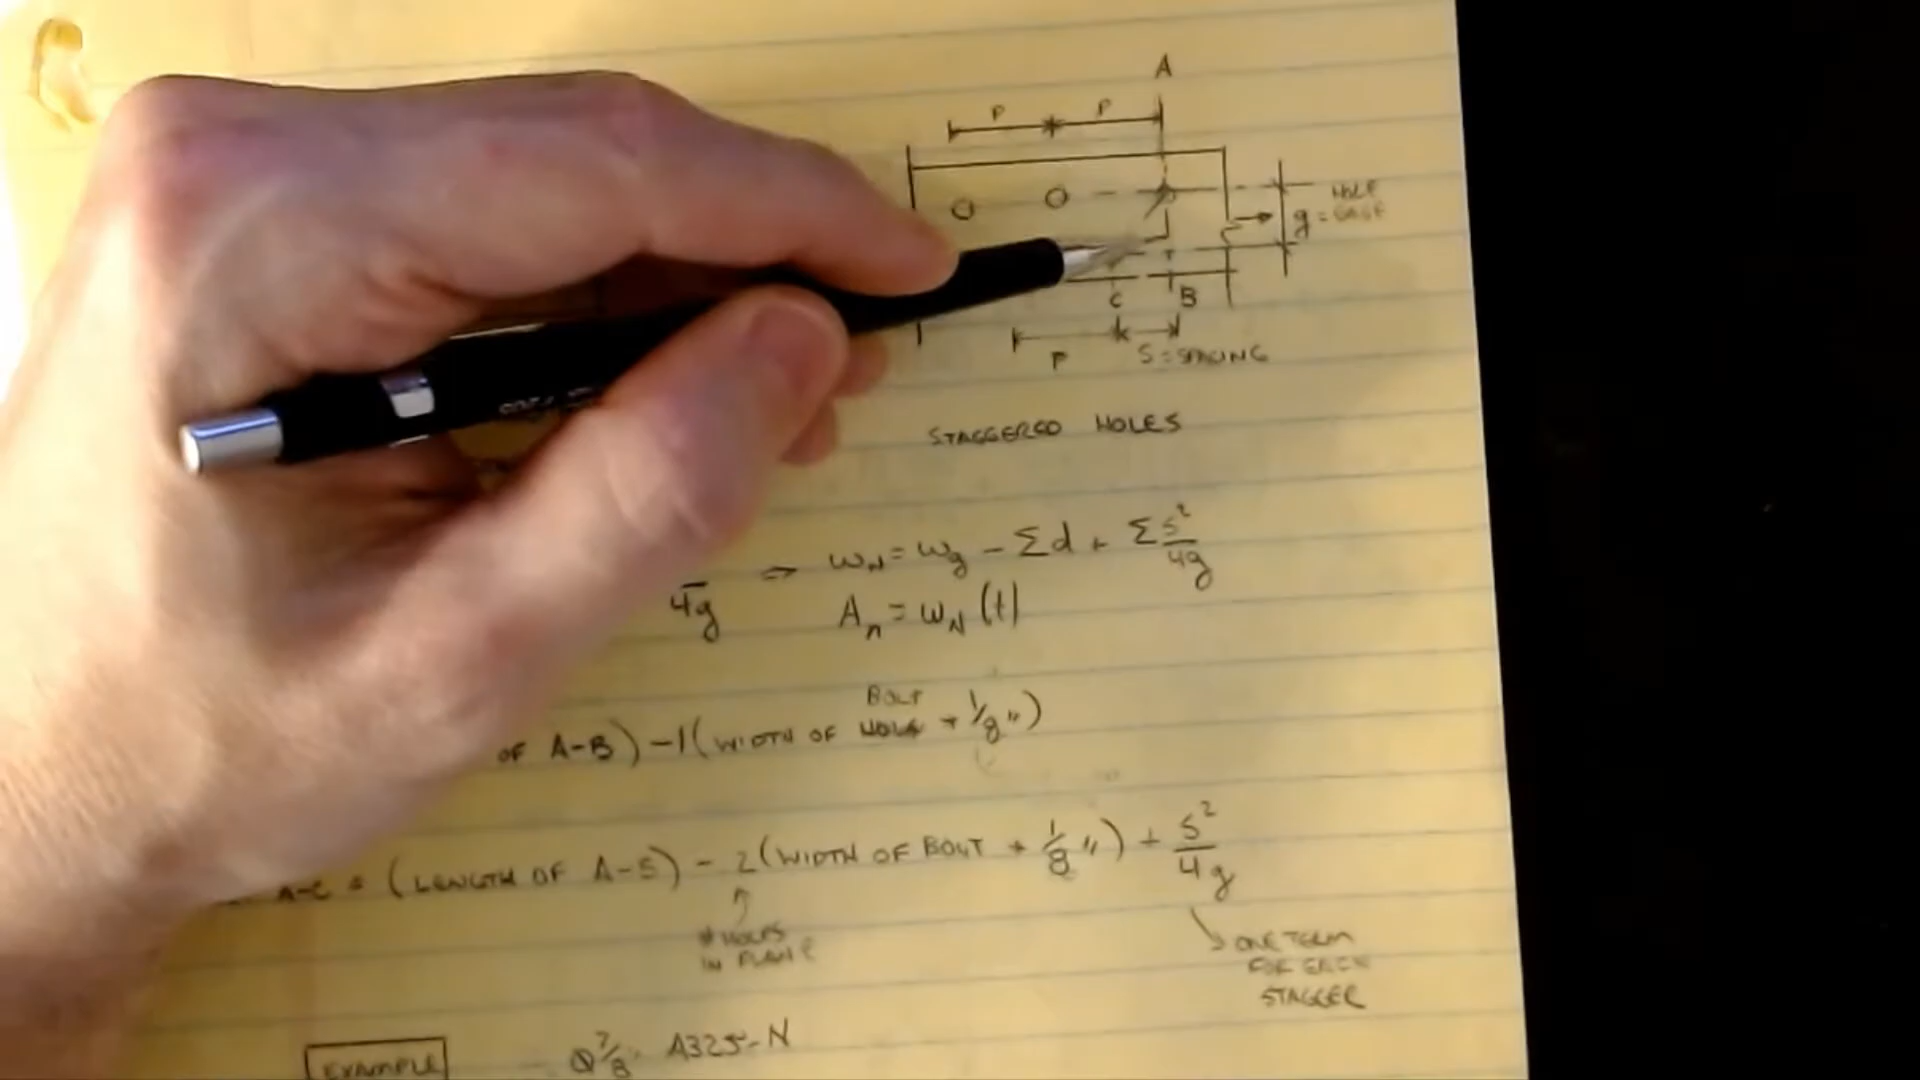 A
P P
HOLE
g = GAGE
C B
P S = SPACING
STAGGERED HOLES
4g ⇒ wN = wg - Σd + Σ s²/4g
An = wN (t)
BOLT
OF A-B) - 1 (WIDTH OF HOLE + 1/8")
A-C = (LENGTH OF A-S) - 2 (WIDTH OF BOLT + 1/8") + S²/4g
# HOLES
IN PLANE
ONE TERM
FOR EACH
STAGGER
EXAMPLE
Φ 7/8" A325-N